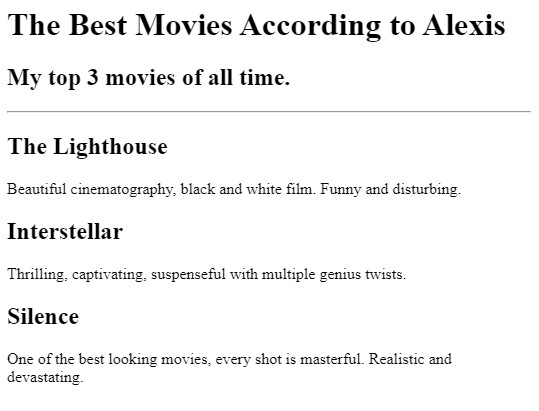 The Best Movies According to Alexis
My top 3 movies of all time.
The Lighthouse
Beautiful cinematography, black and white film. Funny and disturbing.
Interstellar
Thrilling, captivating, suspenseful with multiple genius twists.
Silence
One of the best looking movies, every shot is masterful. Realistic and
devastating.